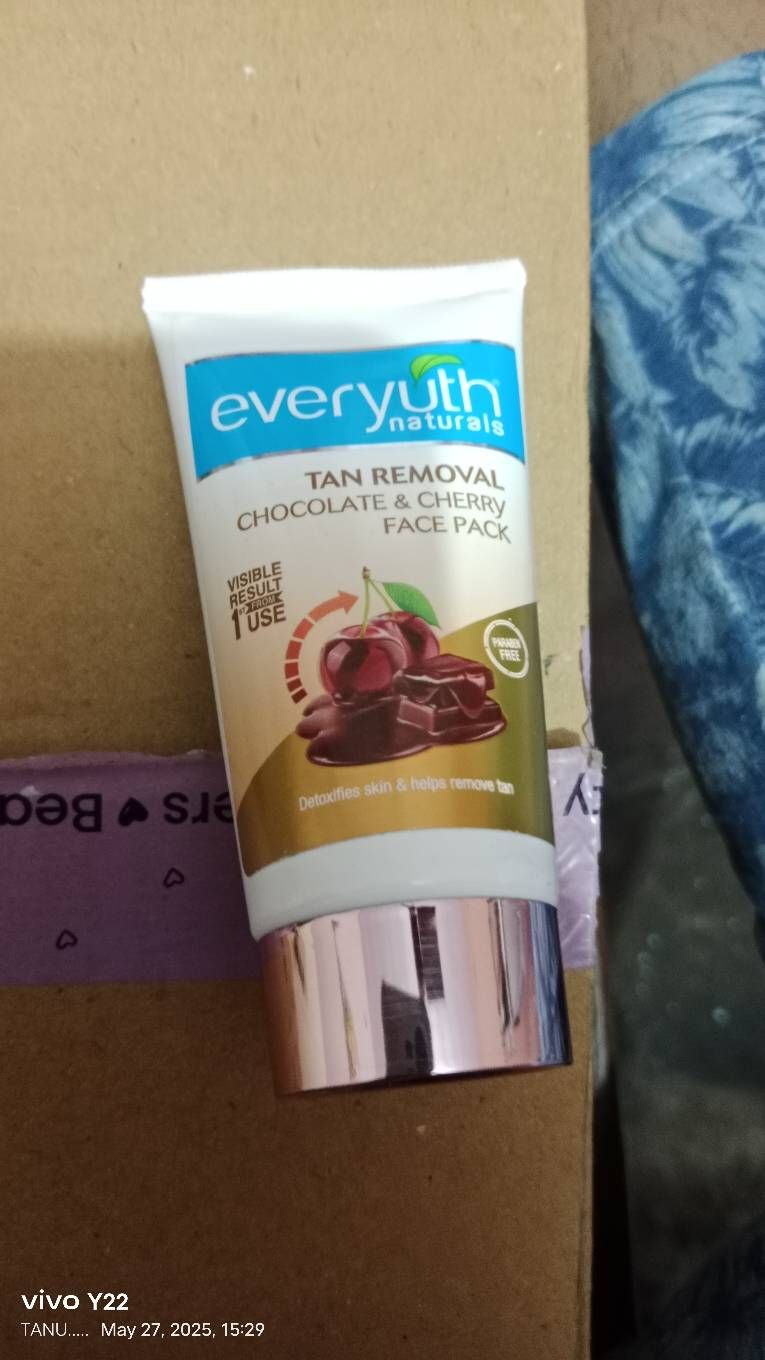 everyuth
naturals
TAN REMOVAL
CHOCOLATE & CHERRY
FACE PACK
VISIBLE
RESULT
1ST FROM
USE
PARABEN
FREE
Detoxifies skin & helps remove tan
ers ♥ Bea
vivo Y22
TANU..... May 27, 2025, 15:29